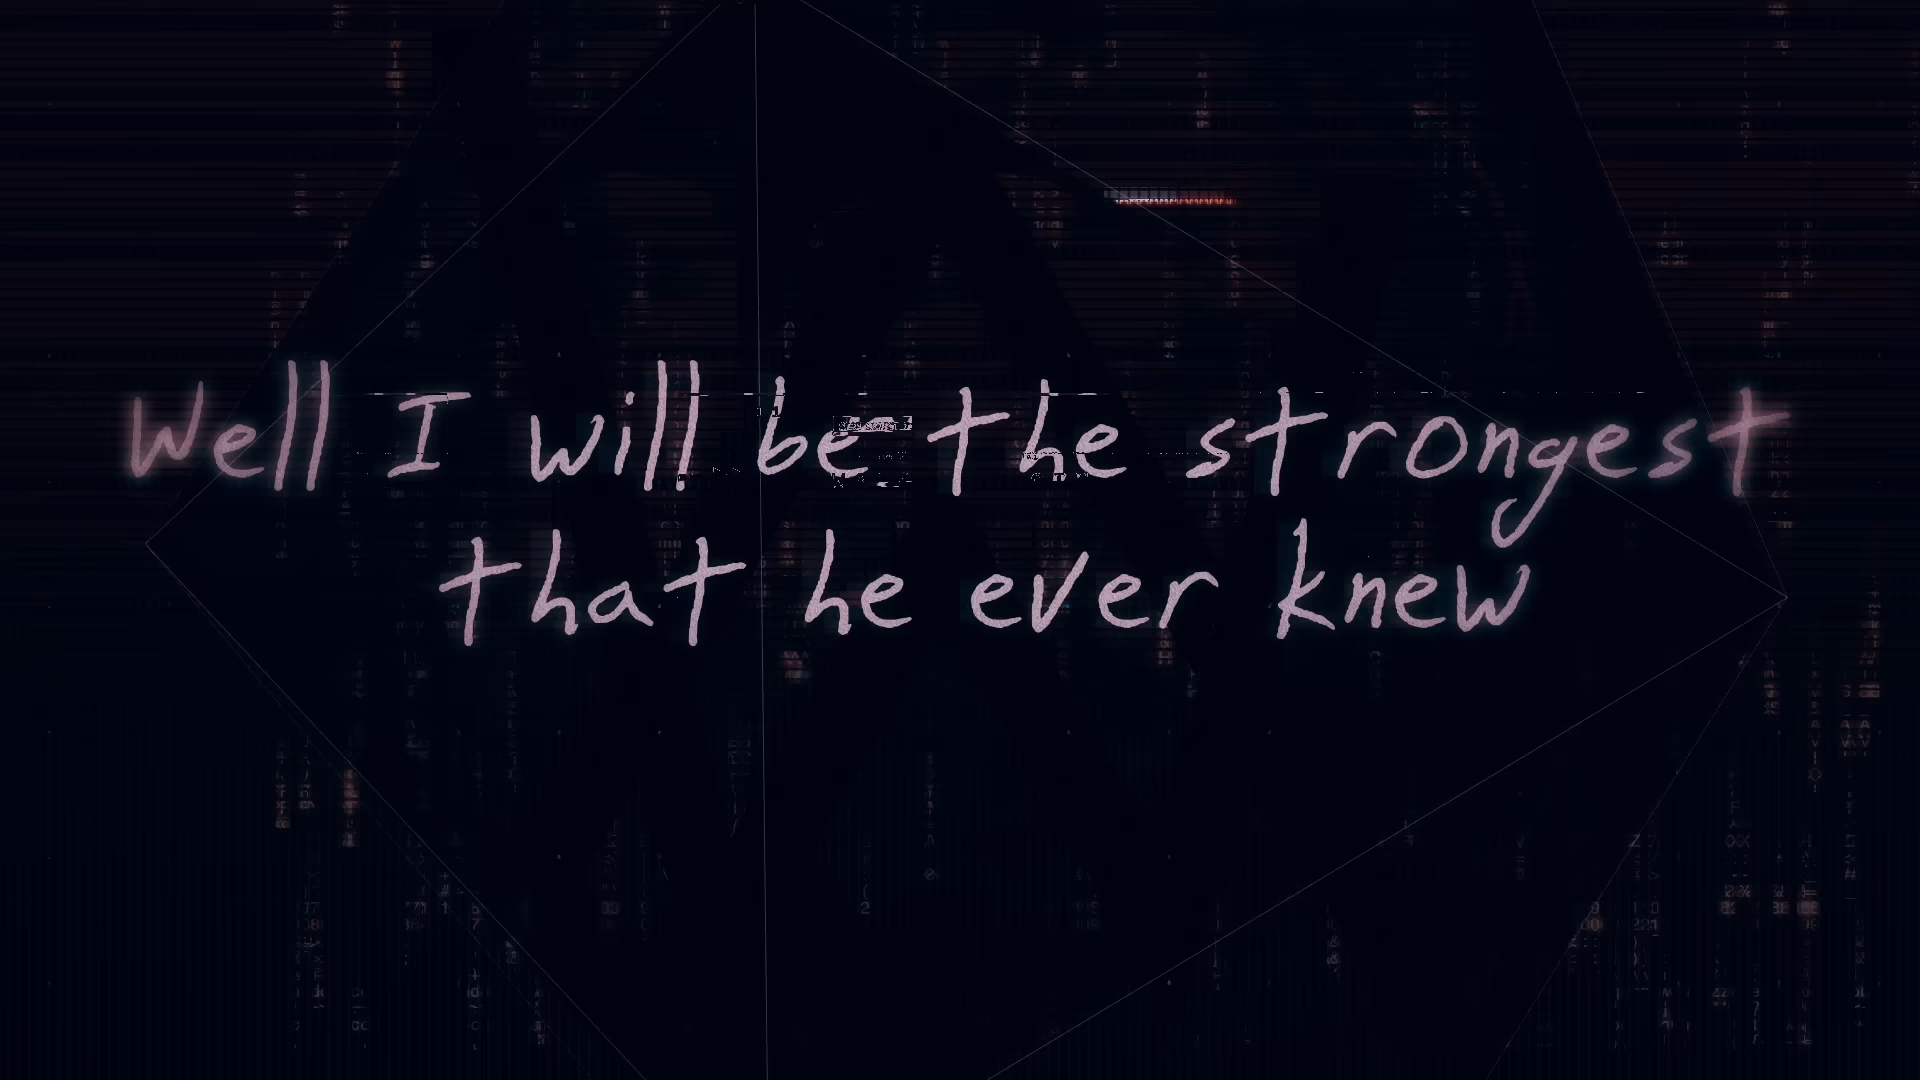 Well I will be the strongest
that he ever knew